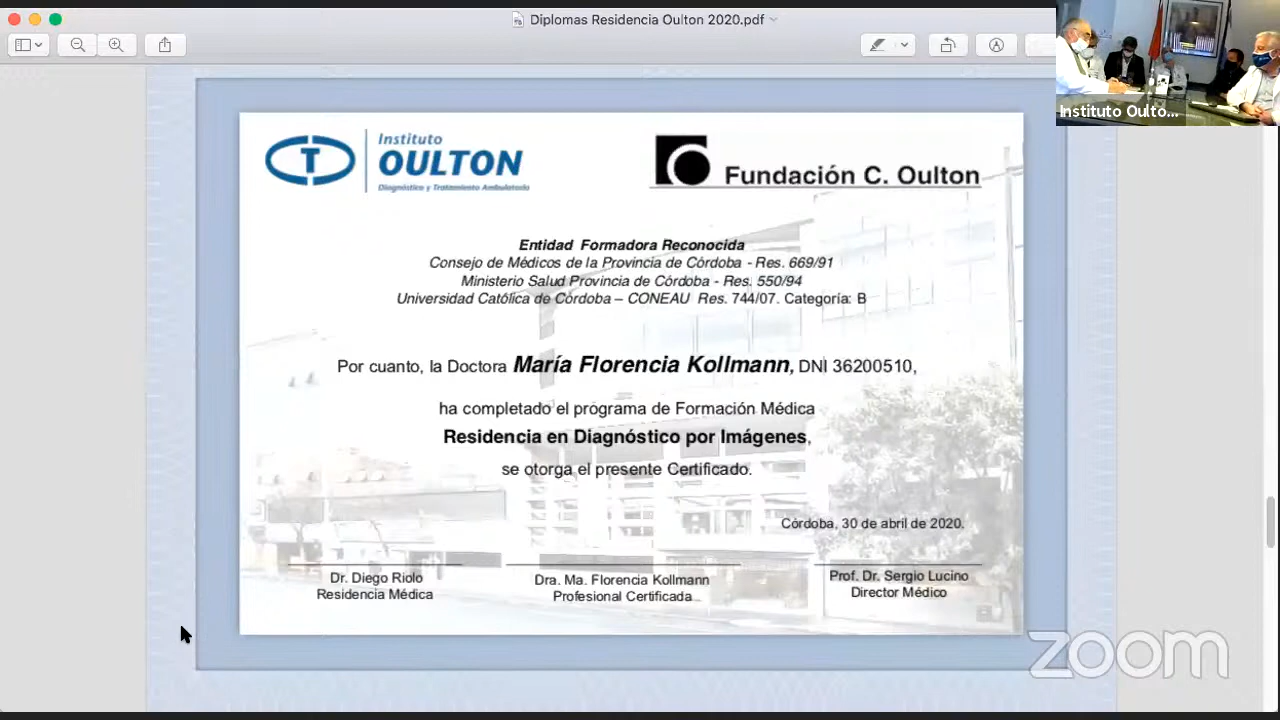 Diplomas Residencia Oulton 2020.pdf
Instituto Oulto...
Instituto
OULTON
Diagnóstico y Tratamiento Ambulatorio
Fundación C. Oulton
Entidad Formadora Reconocida
Consejo de Médicos de la Provincia de Córdoba - Res. 669/91
Ministerio Salud Provincia de Córdoba - Res. 550/94
Universidad Católica de Córdoba – CONEAU Res. 744/07. Categoría: B
Por cuanto, la Doctora María Florencia Kollmann, DNI 36200510,
ha completado el programa de Formación Médica
Residencia en Diagnóstico por Imágenes,
se otorga el presente Certificado.
Córdoba, 30 de abril de 2020.
Dr. Diego Riolo
Residencia Médica
Dra. Ma. Florencia Kollmann
Profesional Certificada
Prof. Dr. Sergio Lucino
Director Médico
zoom